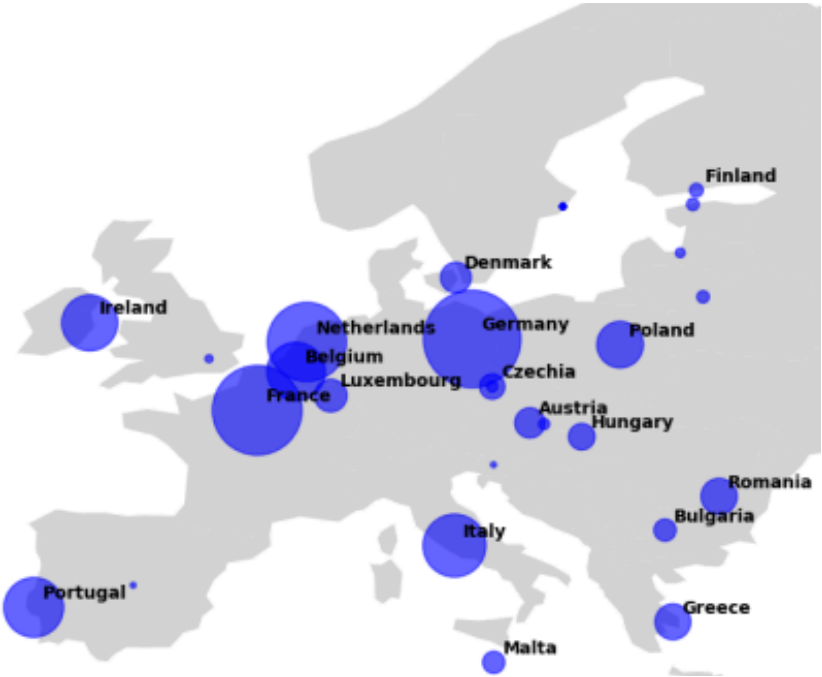 Finland
Denmark
Ireland
Netherlands
Germany
Poland
Belgium
Czechia
Luxembourg
France
Austria
Hungary
Romania
Bulgaria
Italy
Portugal
Greece
Malta